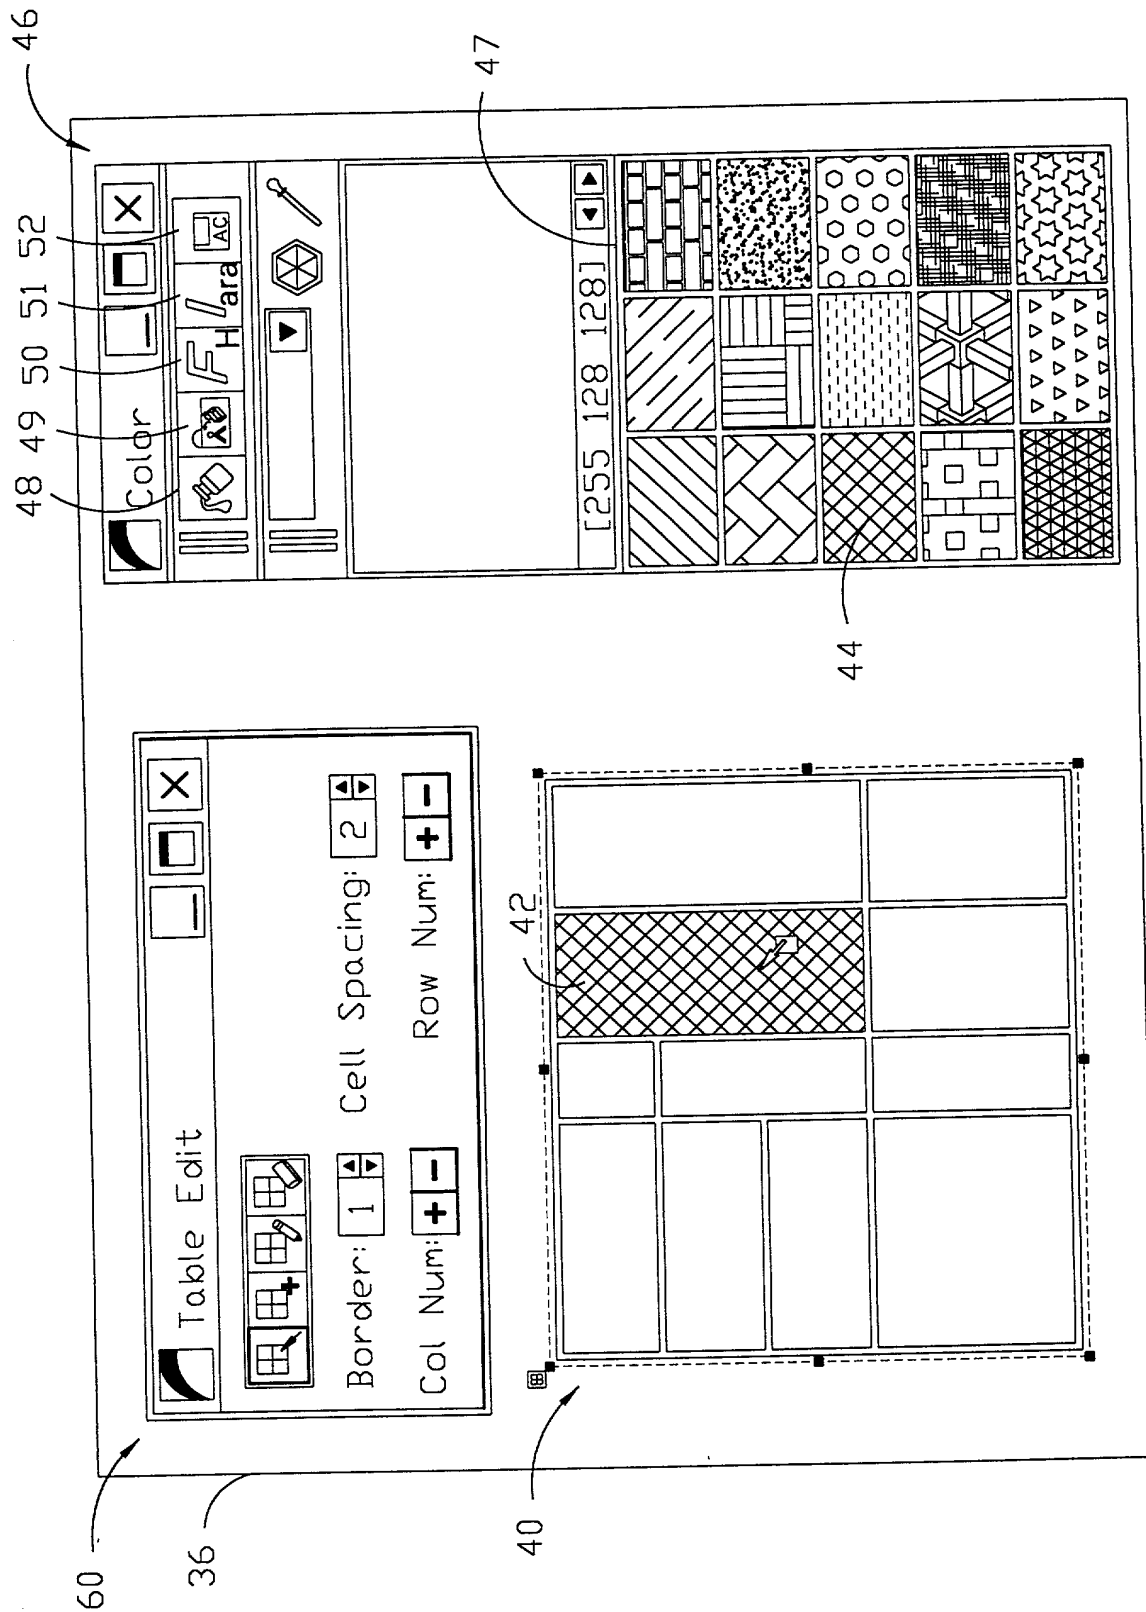 60
36
Table Edit
Border: 1
Cell Spacing: 2
Col Num:
Row Num:
40
42
48 49 50 51 52
46
Color
F H
I ara
AC
47
[255 128 128]
44